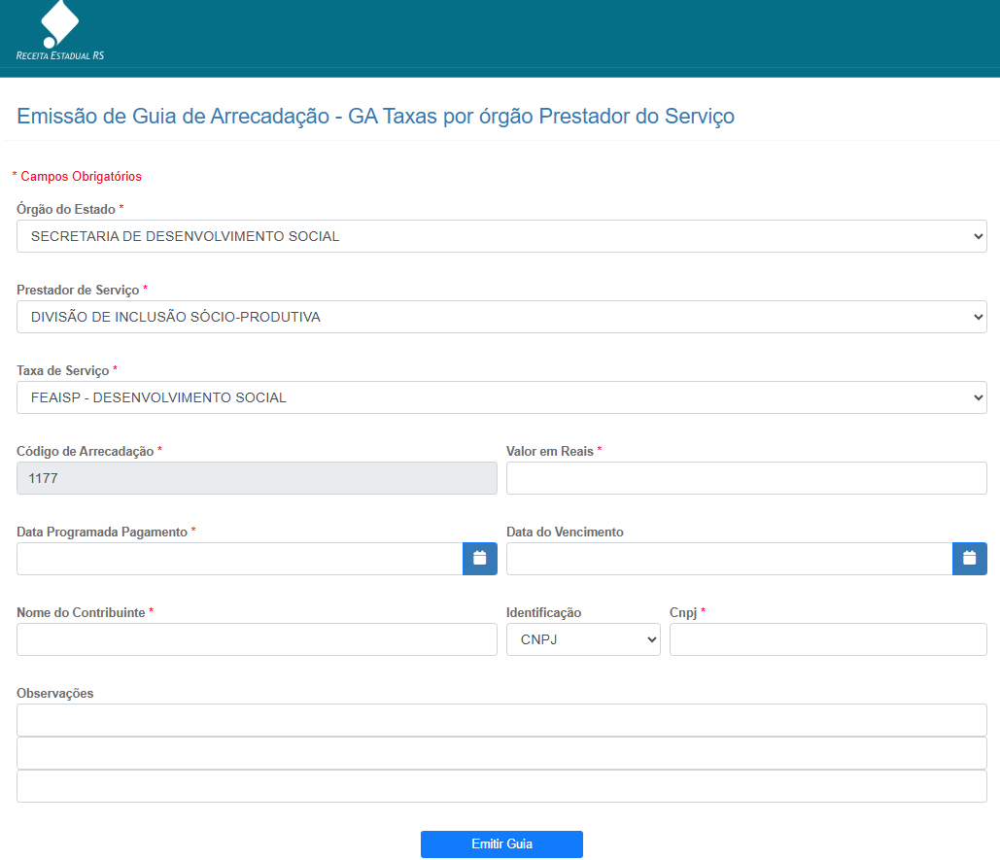 RECEITA ESTADUAL RS
Emissão de Guia de Arrecadação - GA Taxas por órgão Prestador do Serviço
* Campos Obrigatórios
Órgão do Estado *
SECRETARIA DE DESENVOLVIMENTO SOCIAL
Prestador de Serviço *
DIVISÃO DE INCLUSÃO SÓCIO-PRODUTIVA
Taxa de Serviço *
FEAISP - DESENVOLVIMENTO SOCIAL
Código de Arrecadação * Valor em Reais *
1177
Data Programada Pagamento * Data do Vencimento
Nome do Contribuinte * Identificação Cnpj *
CNPJ
Observações
Emitir Guia